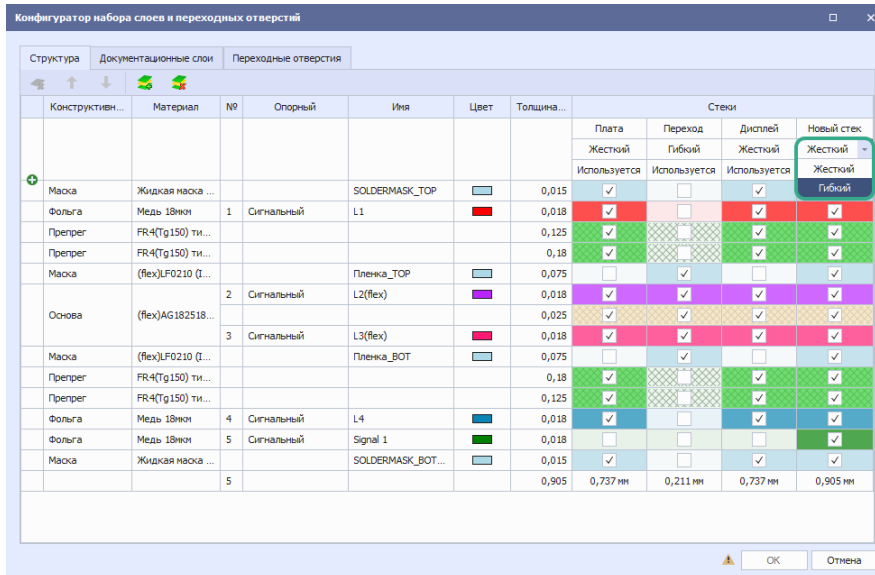 Конфигуратор набора слоев и переходных отверстий
Структура Документационные слои Переходные отверстия
Конструктивн... Материал № Опорный Имя Цвет Толщина... Стеки
Плата Переход Дисплей Новый стек
Жесткий Гибкий Жесткий Жесткий
Используется Используется Используется Жесткий
Гибкий
Маска Жидкая маска ... SOLDERMASK_TOP 0,015
Фольга Медь 18мкм 1 Сигнальный L1 0,018
Препрег FR4(Tg150) ти... 0,125
Препрег FR4(Tg150) ти... 0,18
Маска (flex)LF0210 (I... Пленка_TOP 0,075
2 Сигнальный L2(flex) 0,018
Основа (flex)AG182518... 0,025
3 Сигнальный L3(flex) 0,018
Маска (flex)LF0210 (I... Пленка_BOT 0,075
Препрег FR4(Tg150) ти... 0,18
Препрег FR4(Tg150) ти... 0,125
Фольга Медь 18мкм 4 Сигнальный L4 0,018
Фольга Медь 18мкм 5 Сигнальный Signal 1 0,018
Маска Жидкая маска ... SOLDERMASK_BOT... 0,015
5 0,905 0,737 мм 0,211 мм 0,737 мм 0,905 мм
OK Отмена